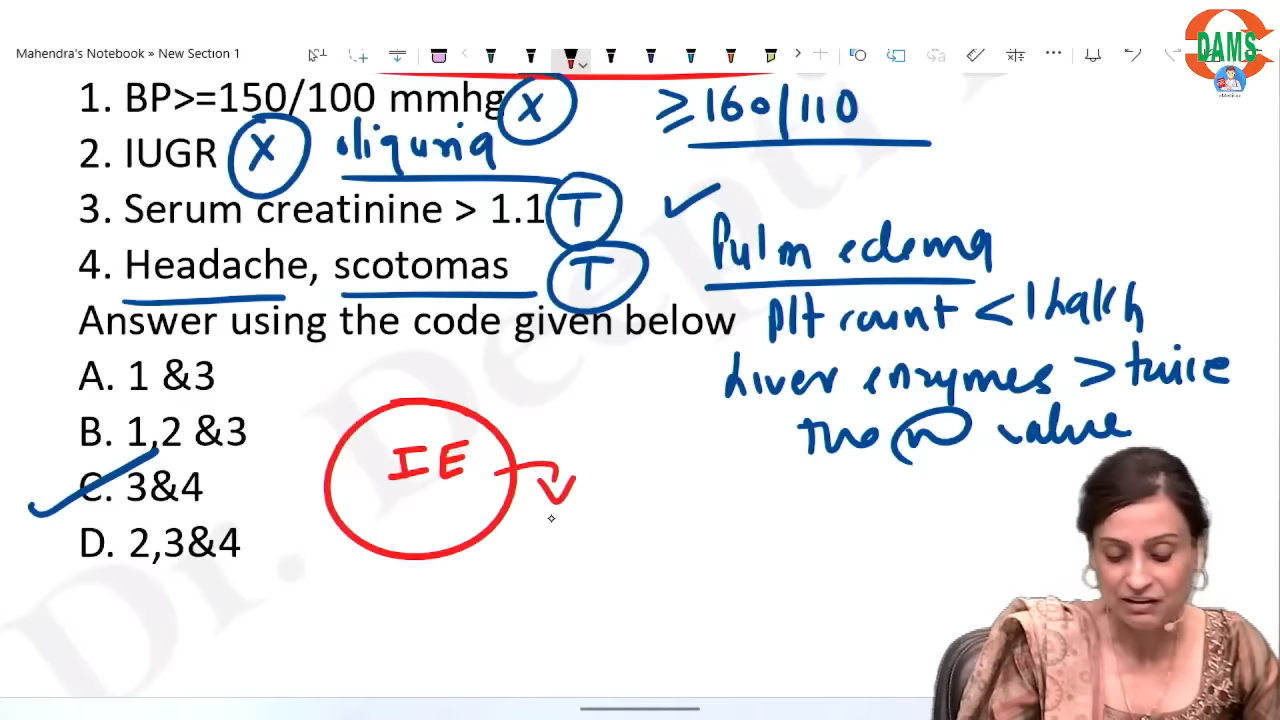 Mahendra's Notebook » New Section 1
DAMS
1. BP>=150/100 mmhg X ≥160/110
2. IUGR X oliguria
3. Serum creatinine > 1.1 T
Pulm edema
4. Headache, scotomas T
Plt count < 1 lakh
Answer using the code given below
Liver enzymes > twice
the n value
A. 1 &3
B. 1,2 &3
IE
C. 3&4
D. 2,3&4
Dr. Deepti